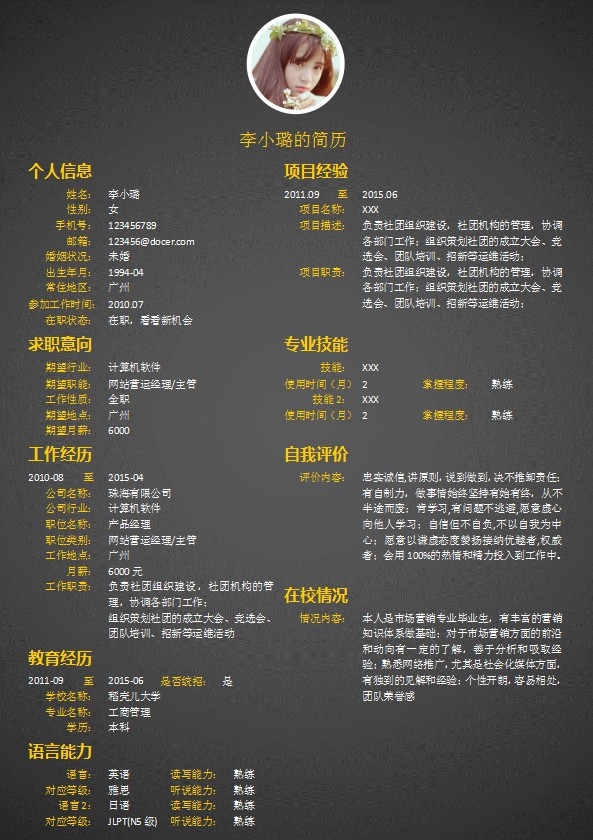 李小璐的简历
个人信息
姓名： 李小璐
性别： 女
手机号： 123456789
邮箱： 123456@docer.com
婚姻状况： 未婚
出生年月： 1994-04
常住地区： 广州
参加工作时间： 2010.07
在职状态： 在职，看看新机会
求职意向
期望行业： 计算机软件
期望职能： 网站营运经理/主管
工作性质： 全职
期望地点： 广州
期望月薪： 6000
工作经历
2010-08 至 2015-04
公司名称： 珠海有限公司
公司行业： 计算机软件
职位名称： 产品经理
职位类别： 网站营运经理/主管
工作地点： 广州
月薪： 6000 元
工作职责： 负责社团组织建设，社团机构的管
理，协调各部门工作；
组织策划社团的成立大会、竞选会、
团队培训、招新等运维活动
教育经历
2011-09 至 2015-06 是否统招： 是
学校名称： 稻壳儿大学
专业名称： 工商管理
学历： 本科
语言能力
语言： 英语 读写能力： 熟练
对应等级： 雅思 听说能力： 熟练
语言 2： 日语 读写能力： 熟练
对应等级： JLPT(N5 级) 听说能力： 熟练
项目经验
2011.09 至 2015.06
项目名称： XXX
项目描述： 负责社团组织建设，社团机构的管理，协调
各部门工作；组织策划社团的成立大会、竞
选会、团队培训、招新等运维活动；
项目职责： 负责社团组织建设，社团机构的管理，协调
各部门工作；组织策划社团的成立大会、竞
选会、团队培训、招新等运维活动；
专业技能
技能： XXX
使用时间（月） 2 掌握程度： 熟练
技能 2： XXX
使用时间（月） 2 掌握程度： 熟练
自我评价
评价内容： 忠实诚信,讲原则，说到做到，决不推卸责任；
有自制力，做事情始终坚持有始有终，从不
半途而废；肯学习,有问题不逃避,愿意虚心
向他人学习；自信但不自负,不以自我为中
心；愿意以谦虚态度赞扬接纳优越者,权威
者；会用 100%的热情和精力投入到工作中。
在校情况
情况内容： 本人是市场营销专业毕业生，有丰富的营销
知识体系做基础；对于市场营销方面的前沿
和动向有一定的了解，善于分析和吸取经
验；熟悉网络推广，尤其是社会化媒体方面，
有独到的见解和经验；个性开朗，容易相处，
团队荣誉感